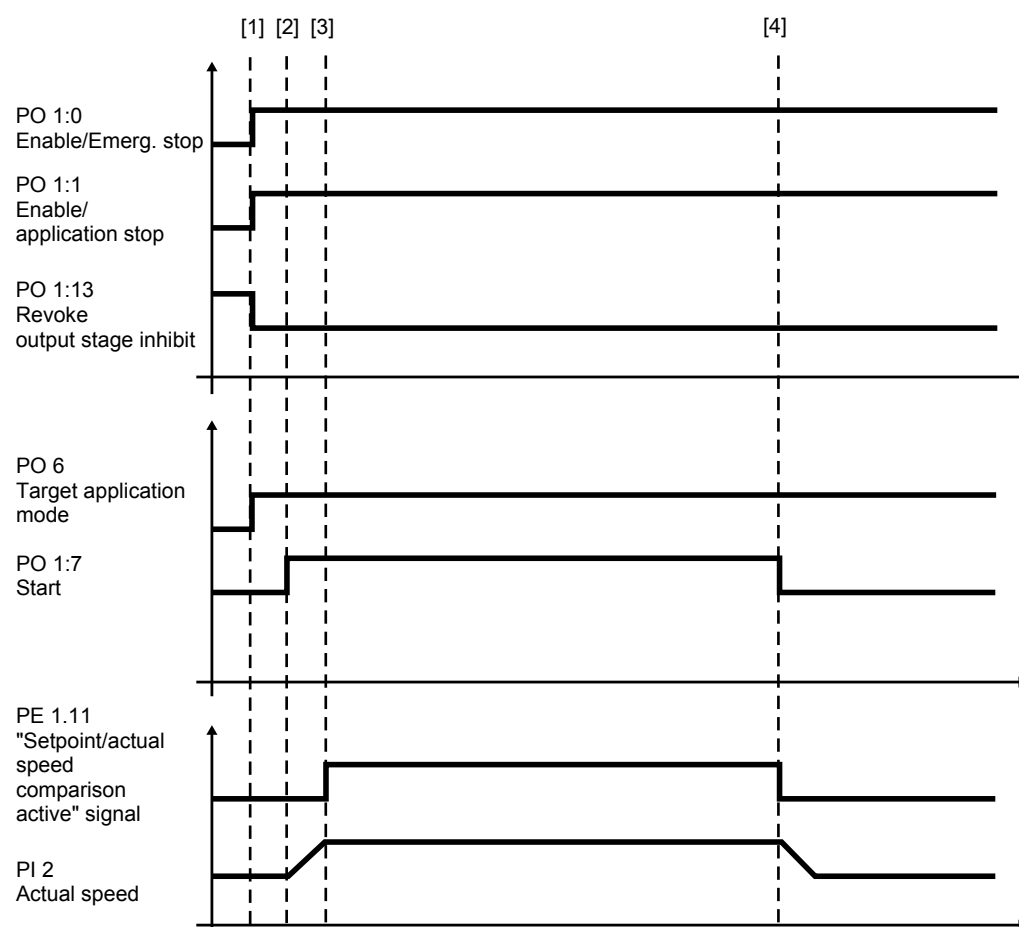 [1] [2] [3] [4]
PO 1:0
Enable/Emerg. stop
PO 1:1
Enable/
application stop
PO 1:13
Revoke
output stage inhibit
PO 6
Target application
mode
PO 1:7
Start
PE 1.11
"Setpoint/actual
speed
comparison
active" signal
PI 2
Actual speed